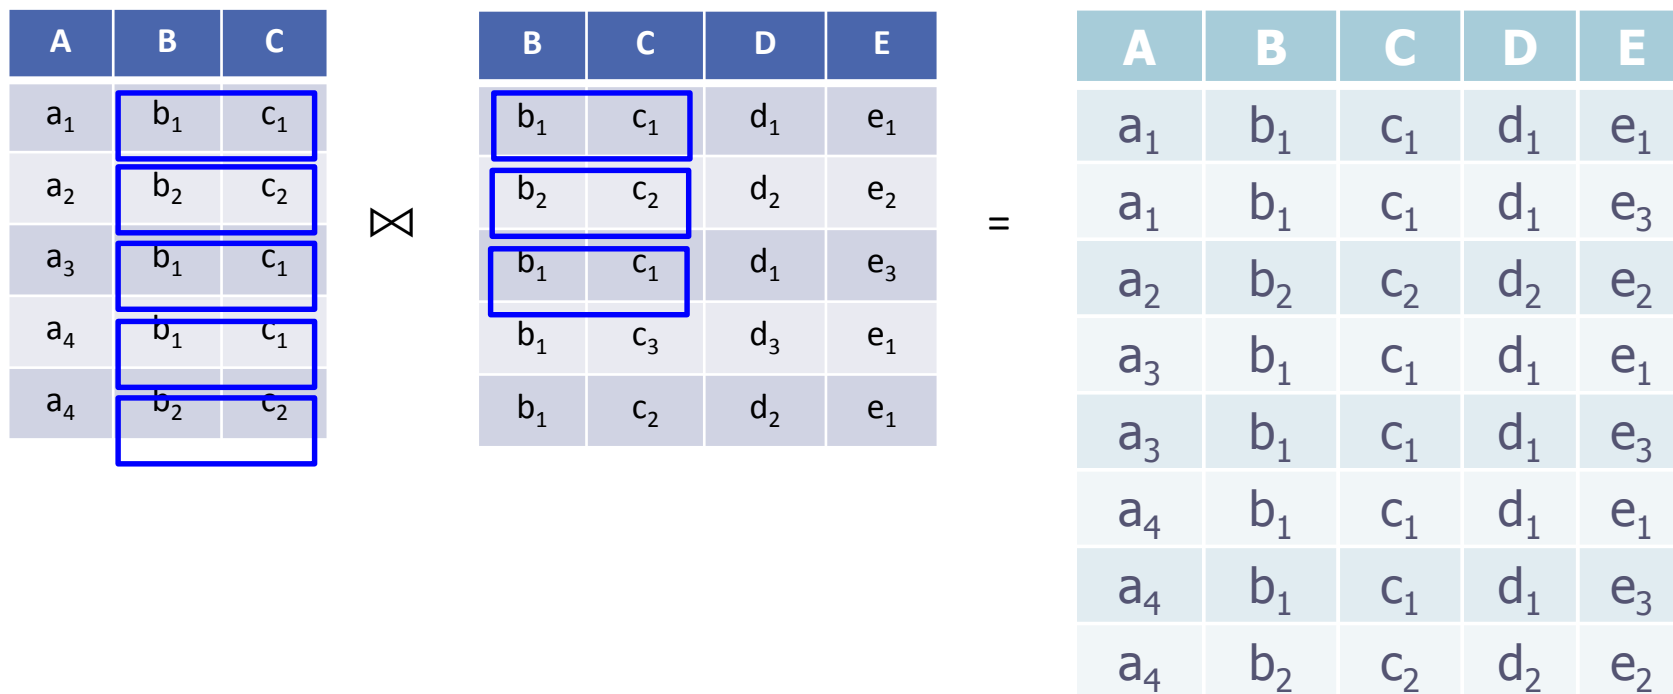 A B C
a₁ b₁ c₁
a₂ b₂ c₂
a₃ b₁ c₁
a₄ b₁ c₁
a₄ b₂ c₂
⋈
B C D E
b₁ c₁ d₁ e₁
b₂ c₂ d₂ e₂
b₁ c₁ d₁ e₃
b₁ c₃ d₃ e₁
b₁ c₂ d₂ e₁
=
A B C D E
a₁ b₁ c₁ d₁ e₁
a₁ b₁ c₁ d₁ e₃
a₂ b₂ c₂ d₂ e₂
a₃ b₁ c₁ d₁ e₁
a₃ b₁ c₁ d₁ e₃
a₄ b₁ c₁ d₁ e₁
a₄ b₁ c₁ d₁ e₃
a₄ b₂ c₂ d₂ e₂